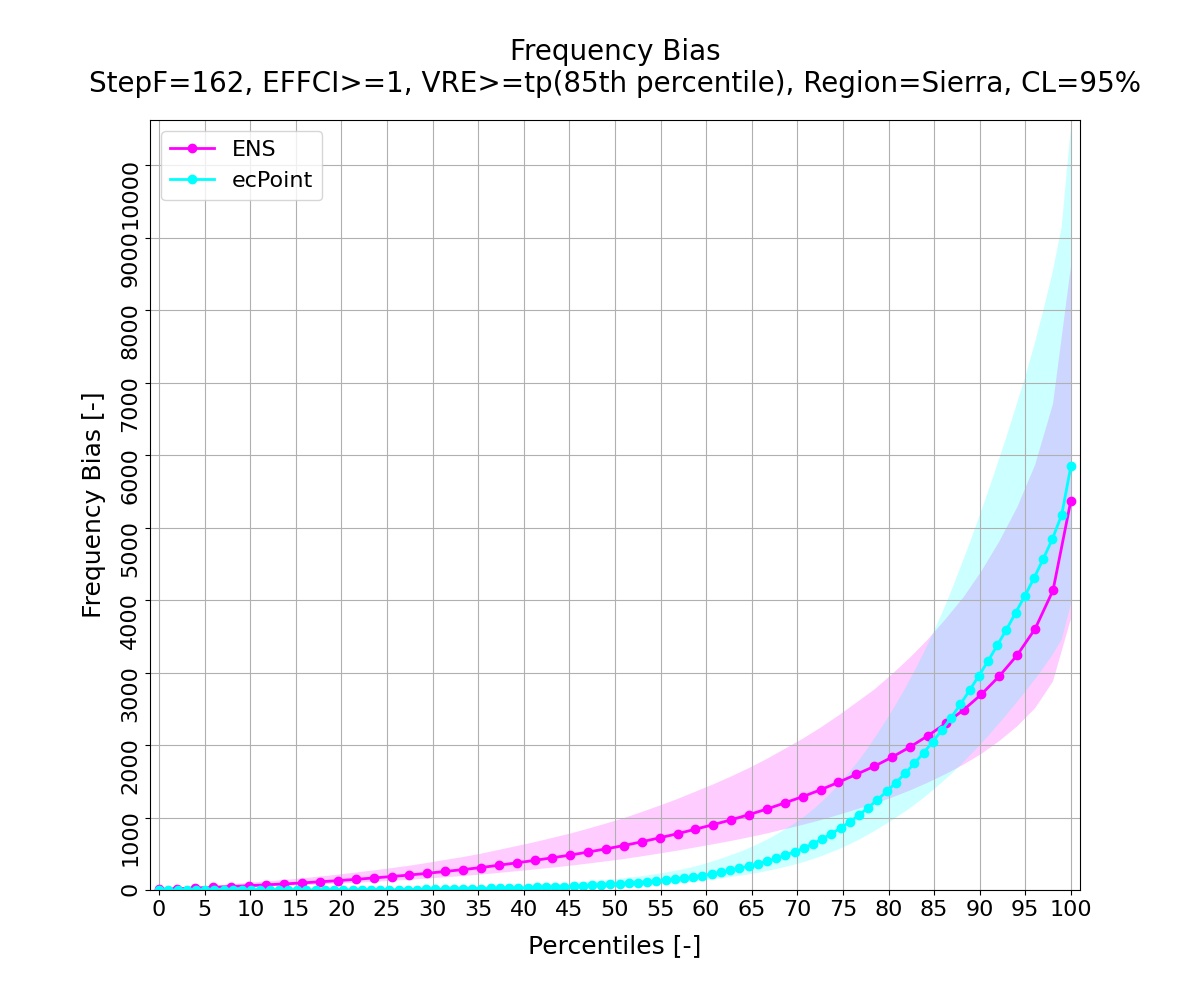 Frequency Bias
StepF=162, EFFCI>=1, VRE>=tp(85th percentile), Region=Sierra, CL=95%
ENS
ecPoint
Frequency Bias [-]
10000
9000
8000
7000
6000
5000
4000
3000
2000
1000
0
0 5 10 15 20 25 30 35 40 45 50 55 60 65 70 75 80 85 90 95 100
Percentiles [-]